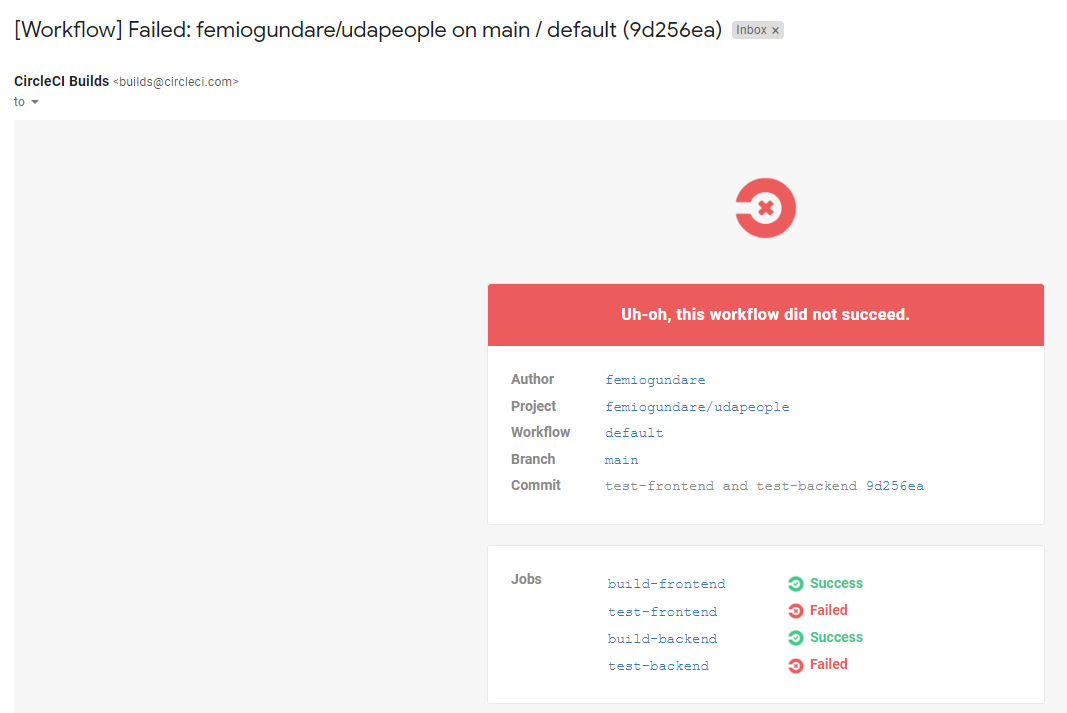 [Workflow] Failed: femiogundare/udapeople on main / default (9d256ea) Inbox ×
CircleCI Builds <builds@circleci.com>
to
Uh-oh, this workflow did not succeed.
Author femiogundare
Project femiogundare/udapeople
Workflow default
Branch main
Commit test-frontend and test-backend 9d256ea
Jobs build-frontend Success
test-frontend Failed
build-backend Success
test-backend Failed